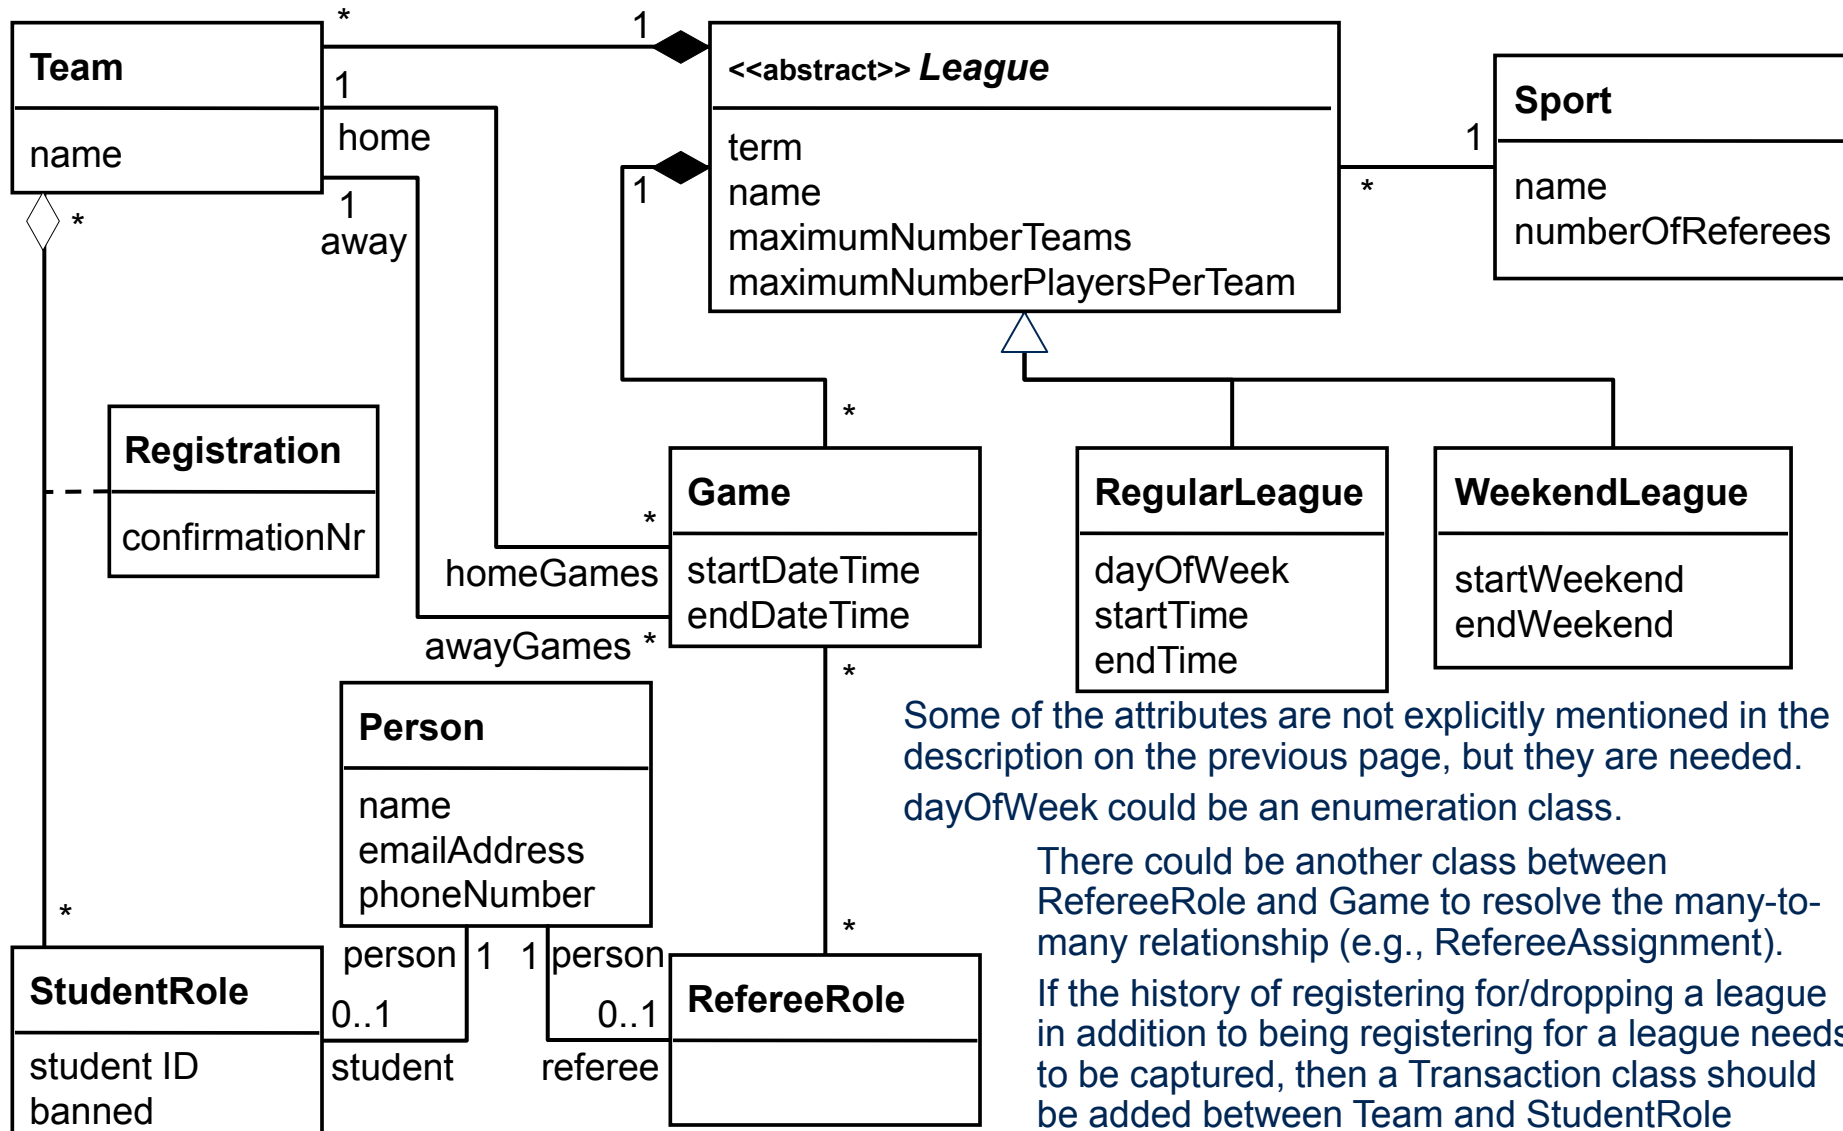 *
1
Team
<<abstract>> League
Sport
1
home
name
term
name
maximumNumberTeams
maximumNumberPlayersPerTeam
1
*
name
numberOfReferees
1
away
1
*
*
Registration
confirmationNr
Game
startDateTime
endDateTime
RegularLeague
dayOfWeek
startTime
endTime
WeekendLeague
startWeekend
endWeekend
*
homeGames
awayGames *
*
Person
name
emailAddress
phoneNumber
Some of the attributes are not explicitly mentioned in the
description on the previous page, but they are needed.
dayOfWeek could be an enumeration class.
There could be another class between
RefereeRole and Game to resolve the many-to-
many relationship (e.g., RefereeAssignment).
If the history of registering for/dropping a league
in addition to being registering for a league needs
to be captured, then a Transaction class should
be added between Team and StudentRole
*
*
person 1
1 person
StudentRole
student ID
banned
0..1
student
0..1
referee
RefereeRole